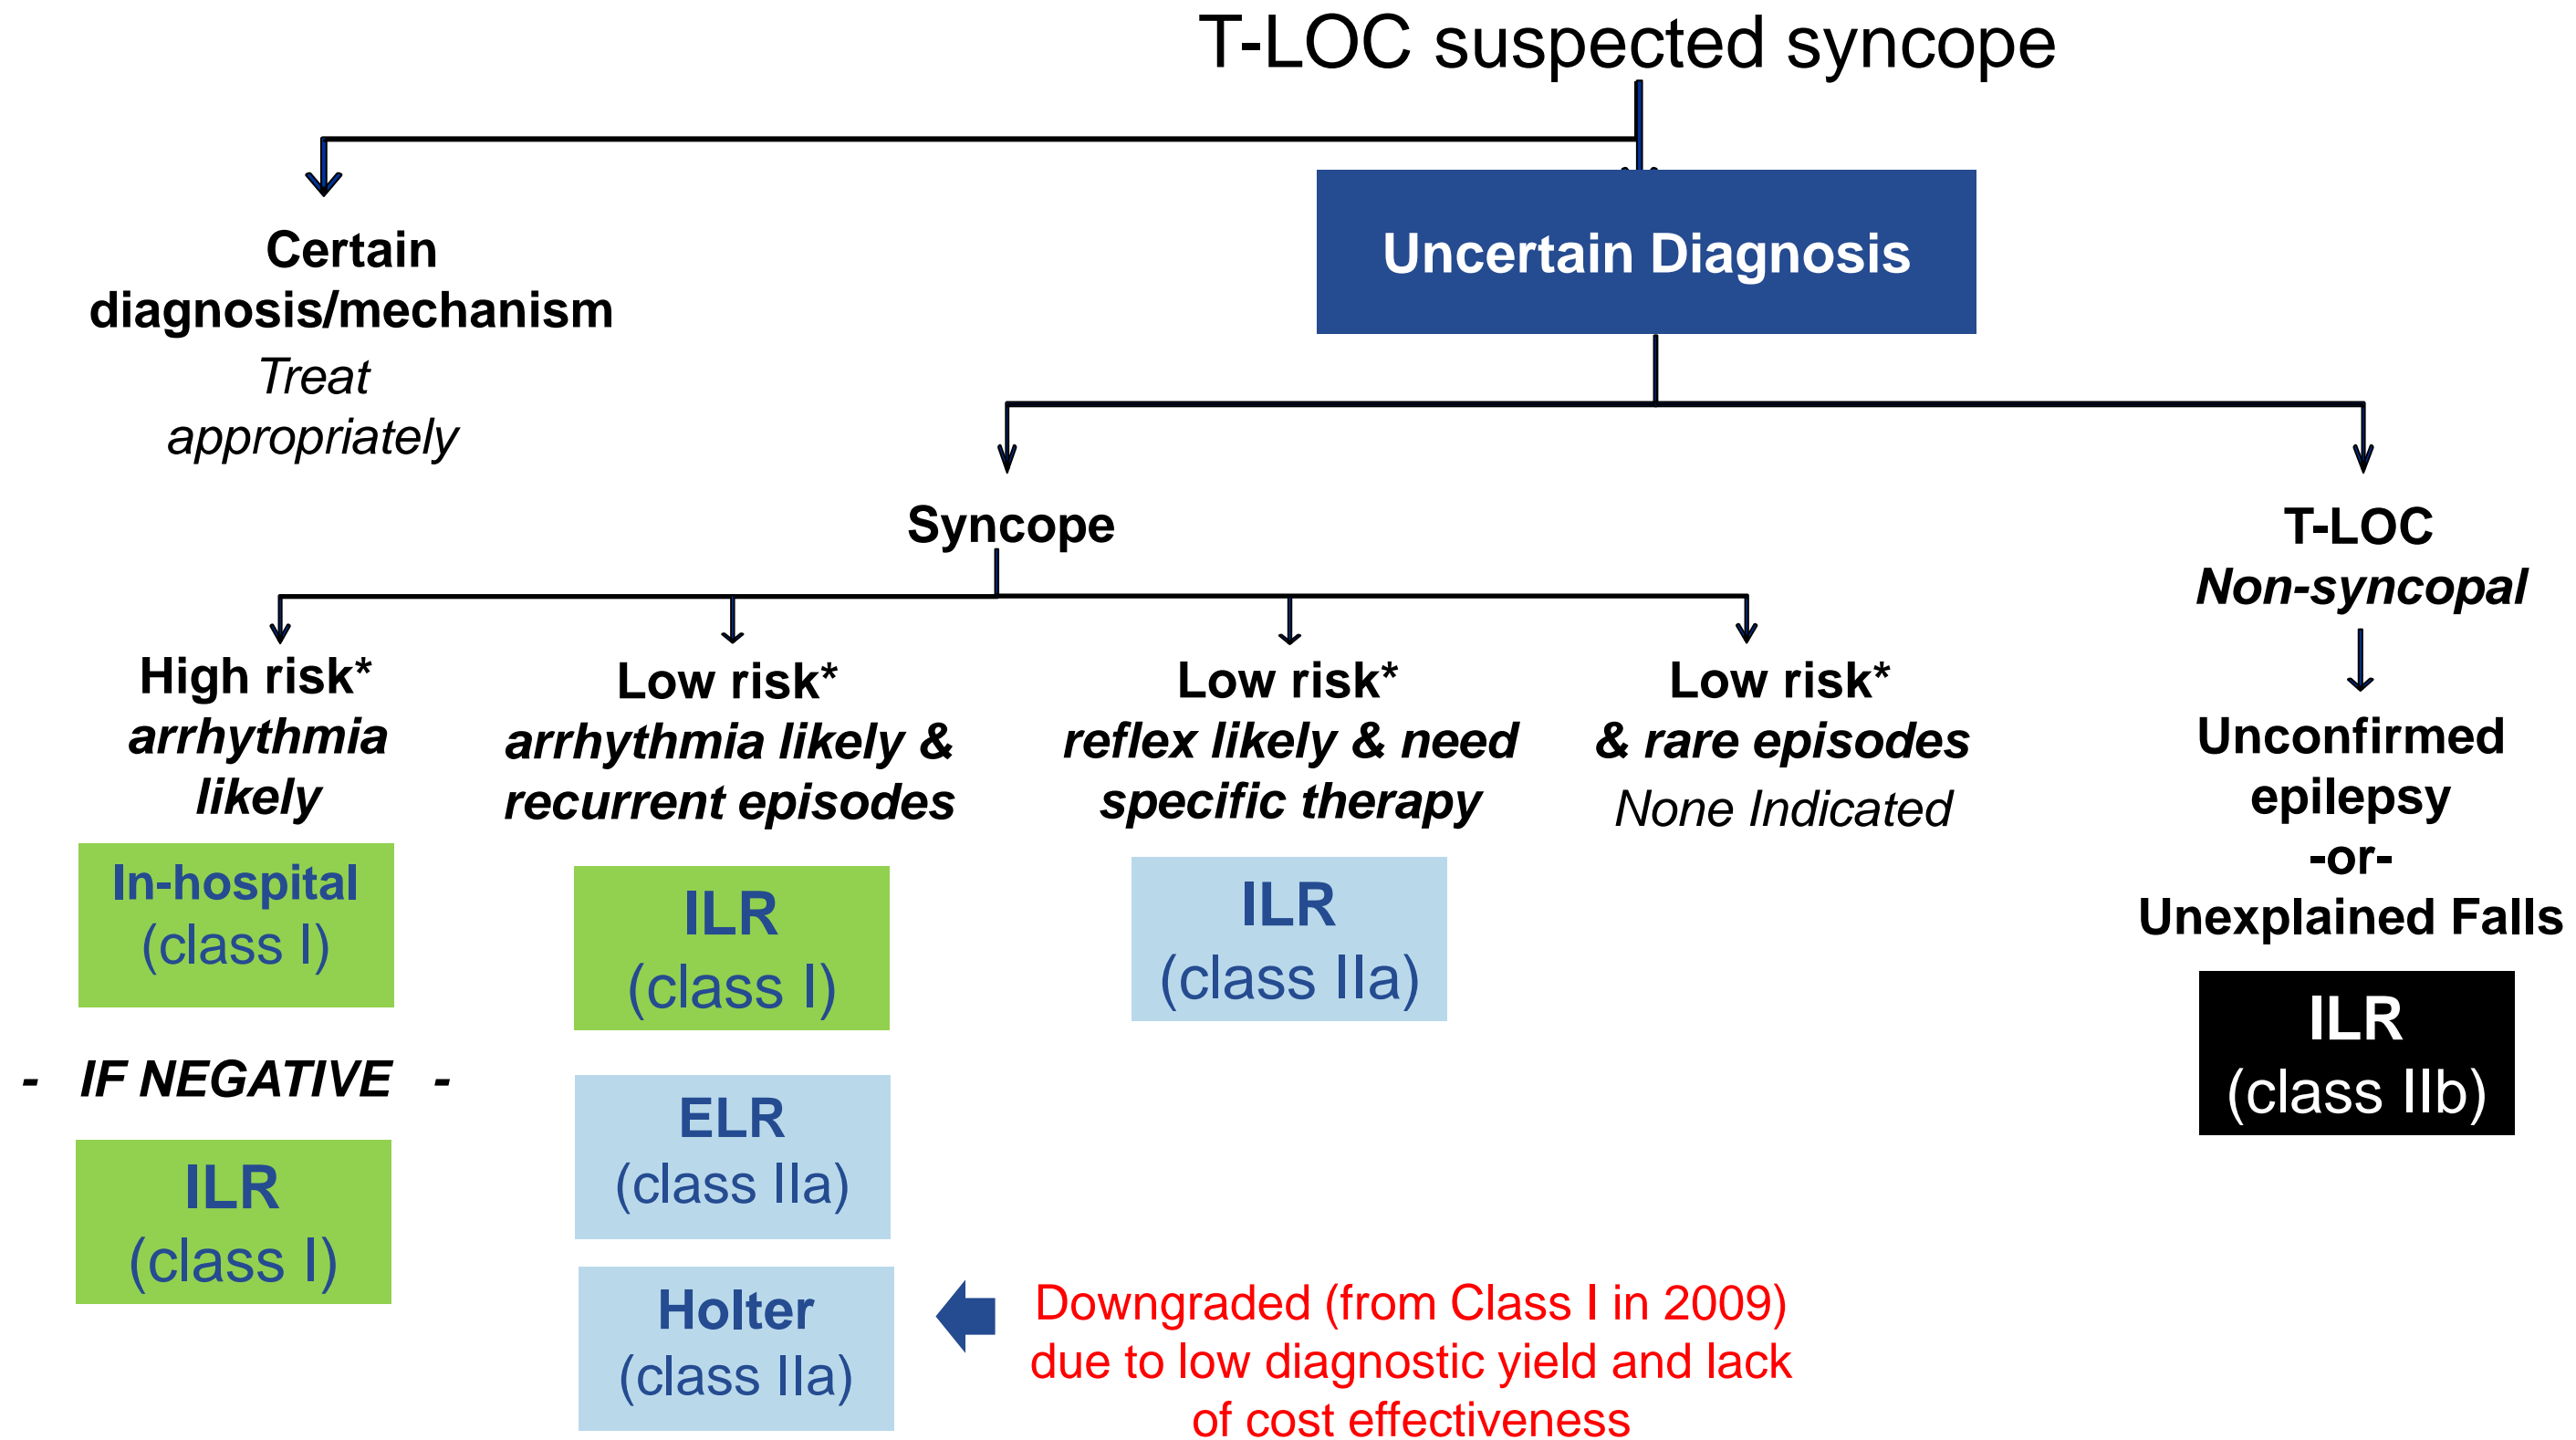 T-LOC suspected syncope
Certain
diagnosis/mechanism
Treat
appropriately
Uncertain Diagnosis
Syncope
T-LOC
Non-syncopal
High risk*
arrhythmia
likely
In-hospital
(class I)
- IF NEGATIVE -
ILR
(class I)
Low risk*
arrhythmia likely &
recurrent episodes
ILR
(class I)
ELR
(class IIa)
Holter
(class IIa)
Downgraded (from Class I in 2009)
due to low diagnostic yield and lack
of cost effectiveness
Low risk*
reflex likely & need
specific therapy
ILR
(class IIa)
Low risk*
& rare episodes
None Indicated
Unconfirmed
epilepsy
-or-
Unexplained Falls
ILR
(class IIb)